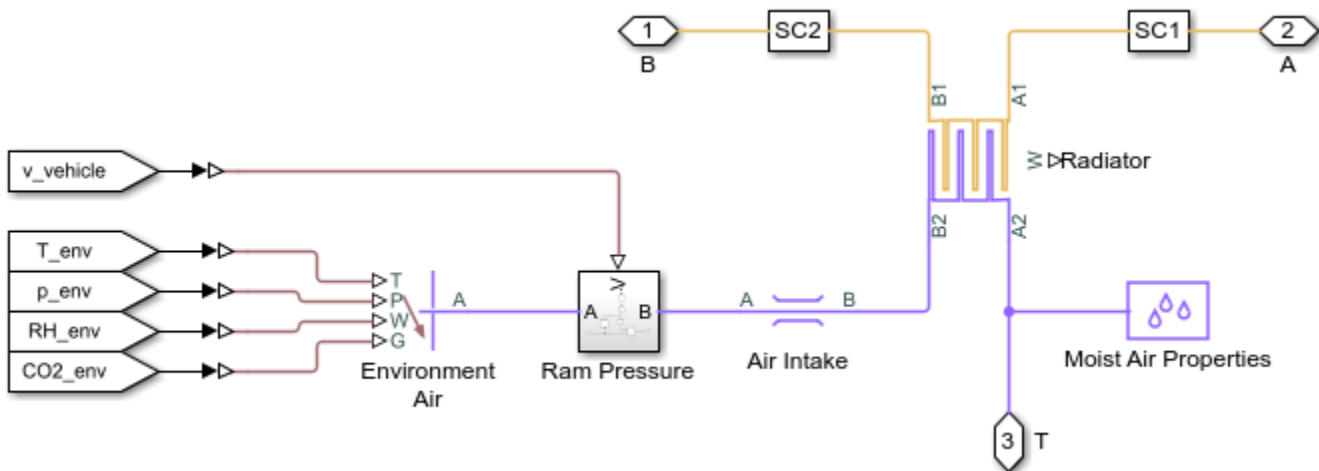 1
B
SC2
SC1
2
A
B1
A1
W
Radiator
v_vehicle
T_env
p_env
RH_env
CO2_env
T
P
W
G
A
Environment
Air
V
A
B
Ram Pressure
A
B
Air Intake
B2
A2
Moist Air Properties
3
T